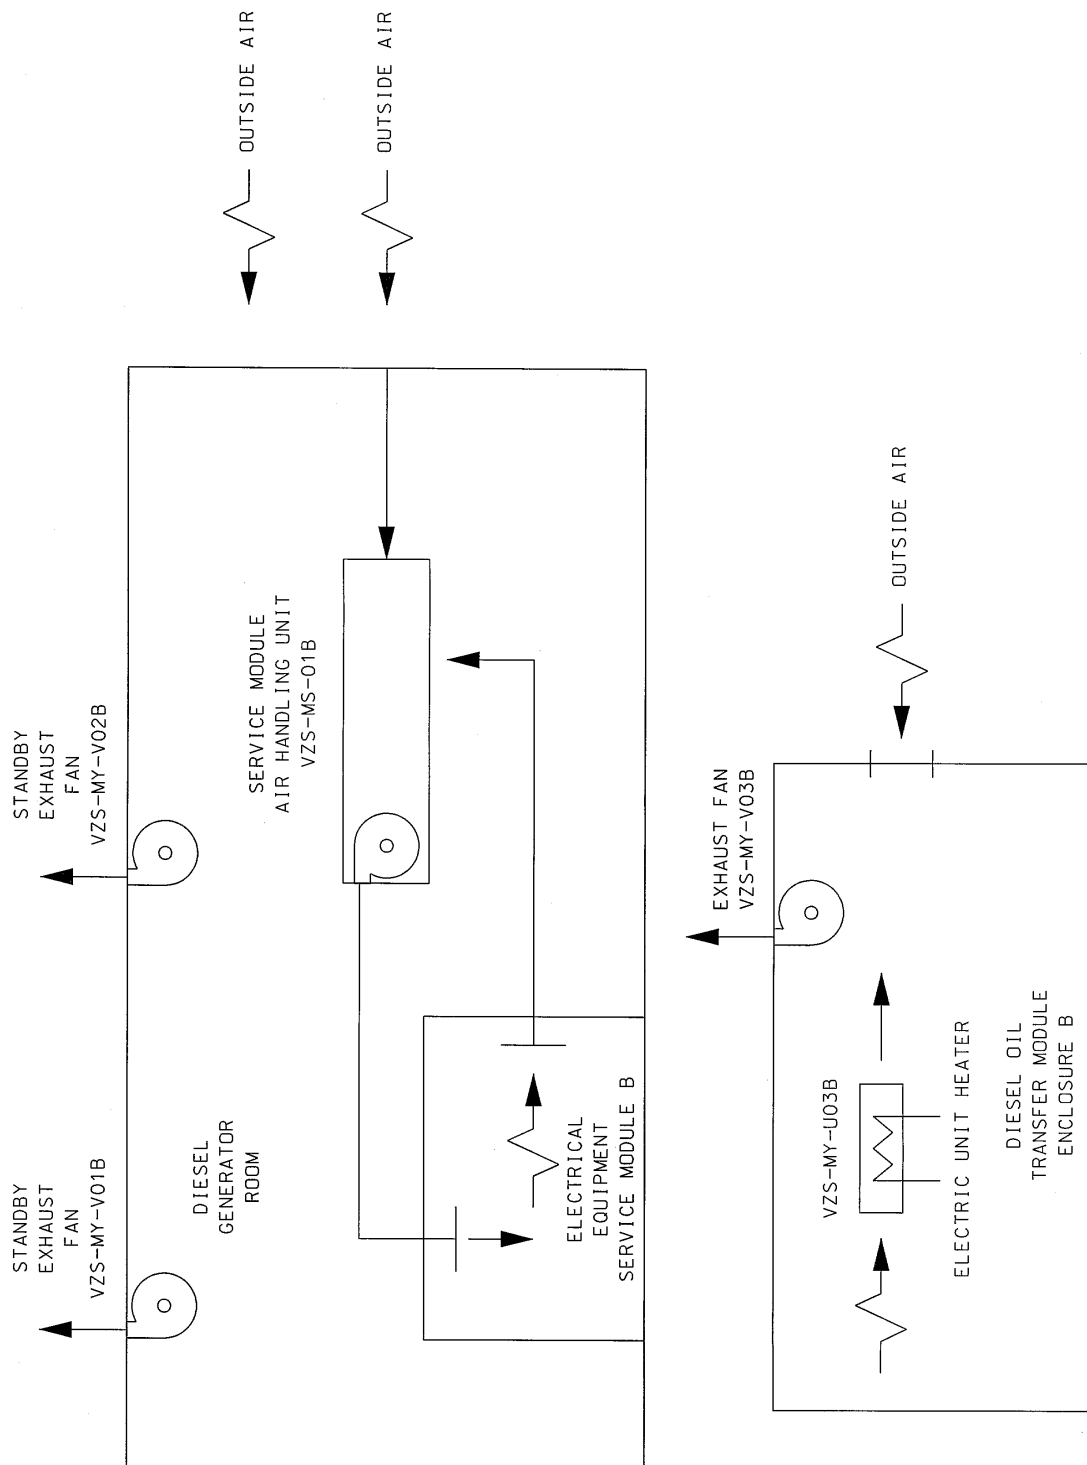 STANDBY
EXHAUST
FAN
VZS-MY-V01B
STANDBY
EXHAUST
FAN
VZS-MY-V02B
OUTSIDE AIR
OUTSIDE AIR
DIESEL
GENERATOR
ROOM
SERVICE MODULE
AIR HANDLING UNIT
VZS-MS-01B
ELECTRICAL
EQUIPMENT
SERVICE MODULE B
EXHAUST FAN
VZS-MY-V03B
OUTSIDE AIR
VZS-MY-U03B
ELECTRIC UNIT HEATER
DIESEL OIL
TRANSFER MODULE
ENCLOSURE B